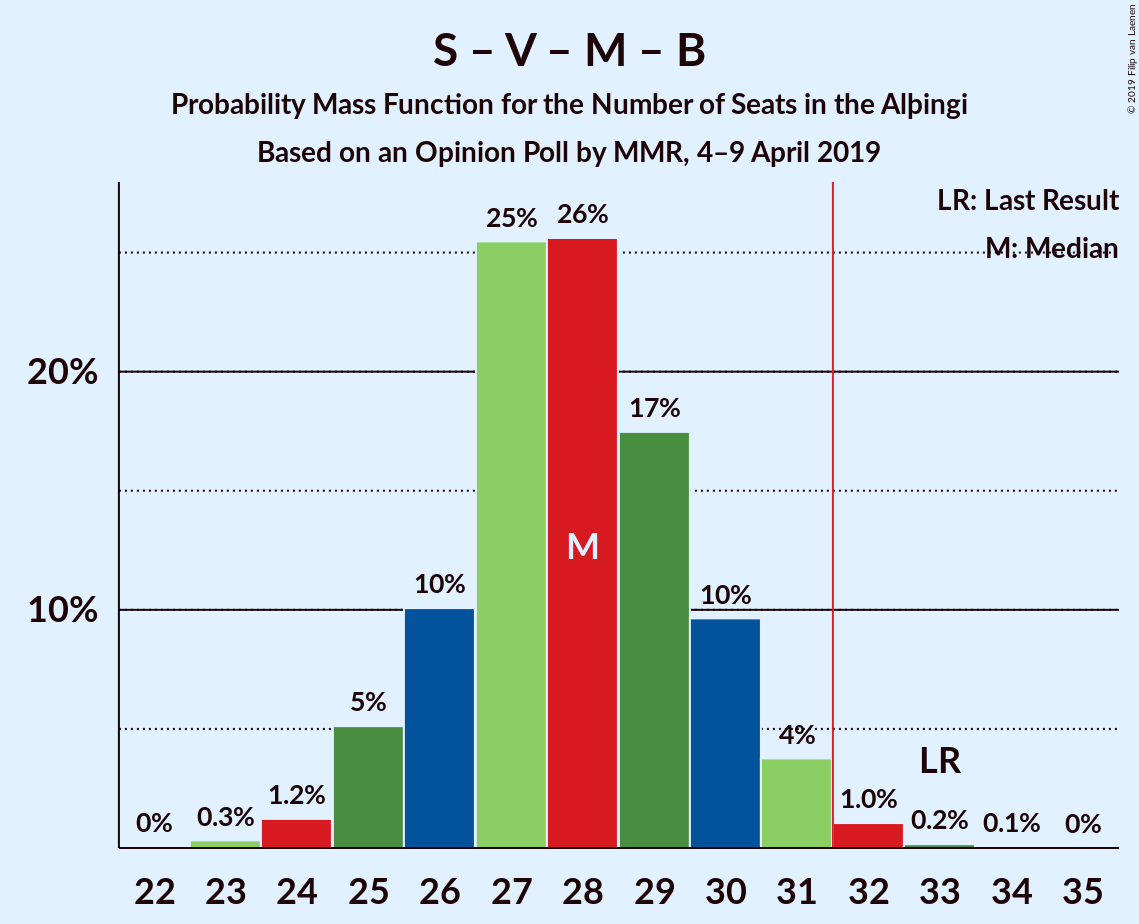 S – V – M – B
Probability Mass Function for the Number of Seats in the Alþingi
Based on an Opinion Poll by MMR, 4–9 April 2019
© 2019 Filip van Laenen
LR: Last Result
M: Median
20%
10%
0%
0.3%
1.2%
5%
10%
25%
26%
17%
10%
4%
1.0%
0.2%
0.1%
0%
M
LR
22 23 24 25 26 27 28 29 30 31 32 33 34 35